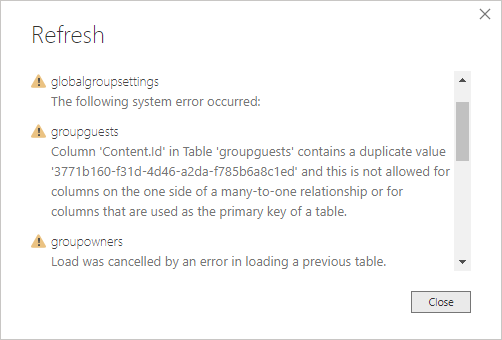 Refresh
globalgroupsettings
The following system error occurred:
groupguests
Column 'Content.Id' in Table 'groupguests' contains a duplicate value
'3771b160-f31d-4d46-a2da-f785b6a8c1ed' and this is not allowed for
columns on the one side of a many-to-one relationship or for
columns that are used as the primary key of a table.
groupowners
Load was cancelled by an error in loading a previous table.
Close